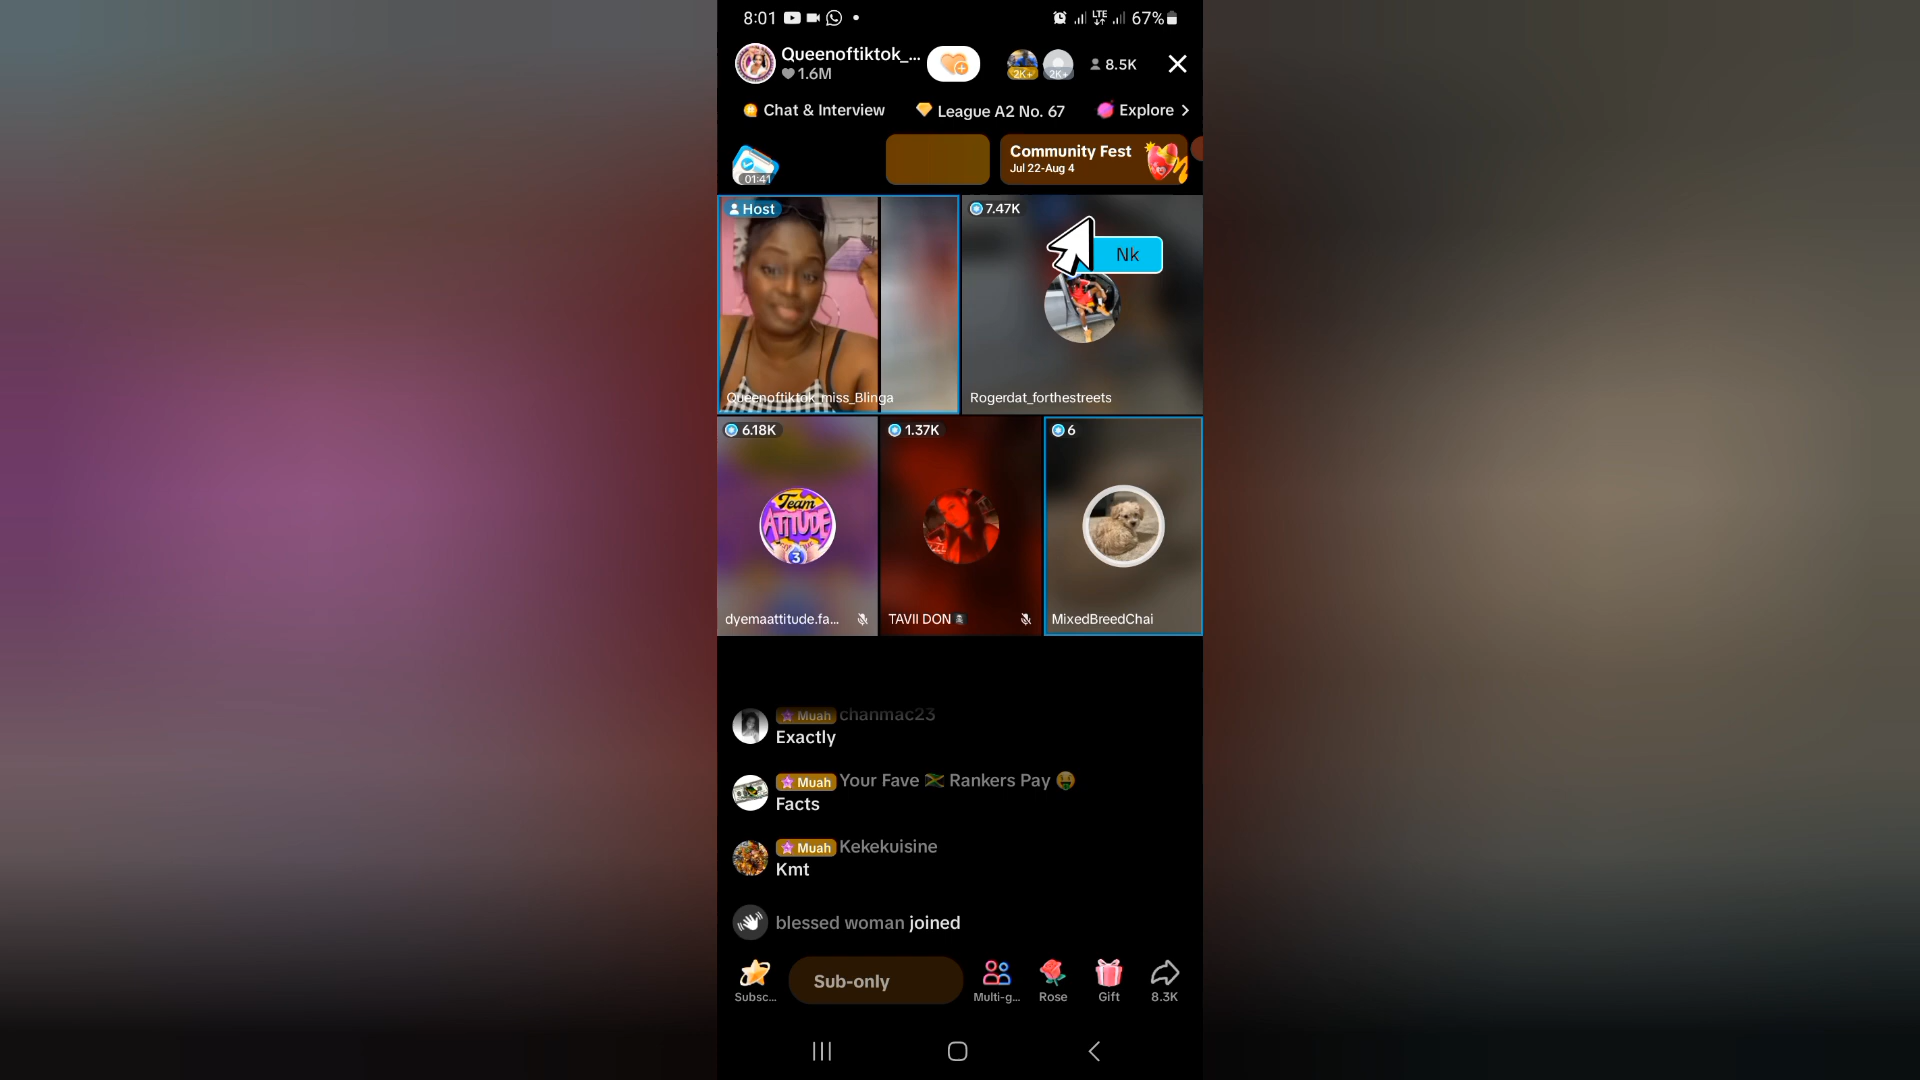 8:01
LTE
67%
Queenoftiktok_...
1.6M
2K+
2K+
8.5K
Chat & Interview
League A2 No. 67
Explore
01:41
Community Fest
Jul 22-Aug 4
Host
7.47K
Nk
Queenoftiktok_miss_Blinga
Rogerdat_forthestreets
6.18K
1.37K
6
Team
ATTITUDE
3
dyemaattitude.fa...
TAVII DON
MixedBreedChai
Muah chanmac23
Exactly
Muah Your Fave Rankers Pay
Facts
Muah Kekekuisine
Kmt
blessed woman joined
Subsc...
Sub-only
Multi-g...
Rose
Gift
8.3K